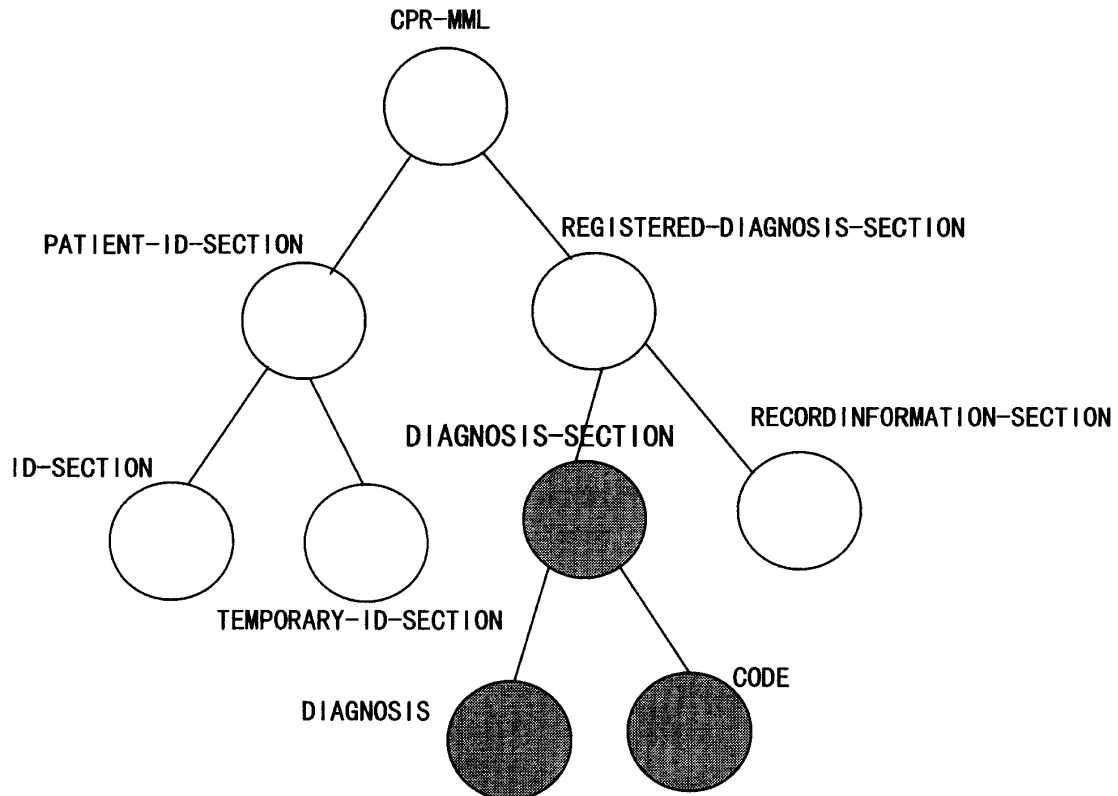 CPR-MML
PATIENT-ID-SECTION
REGISTERED-DIAGNOSIS-SECTION
ID-SECTION
TEMPORARY-ID-SECTION
DIAGNOSIS-SECTION
RECORDINFORMATION-SECTION
DIAGNOSIS
CODE